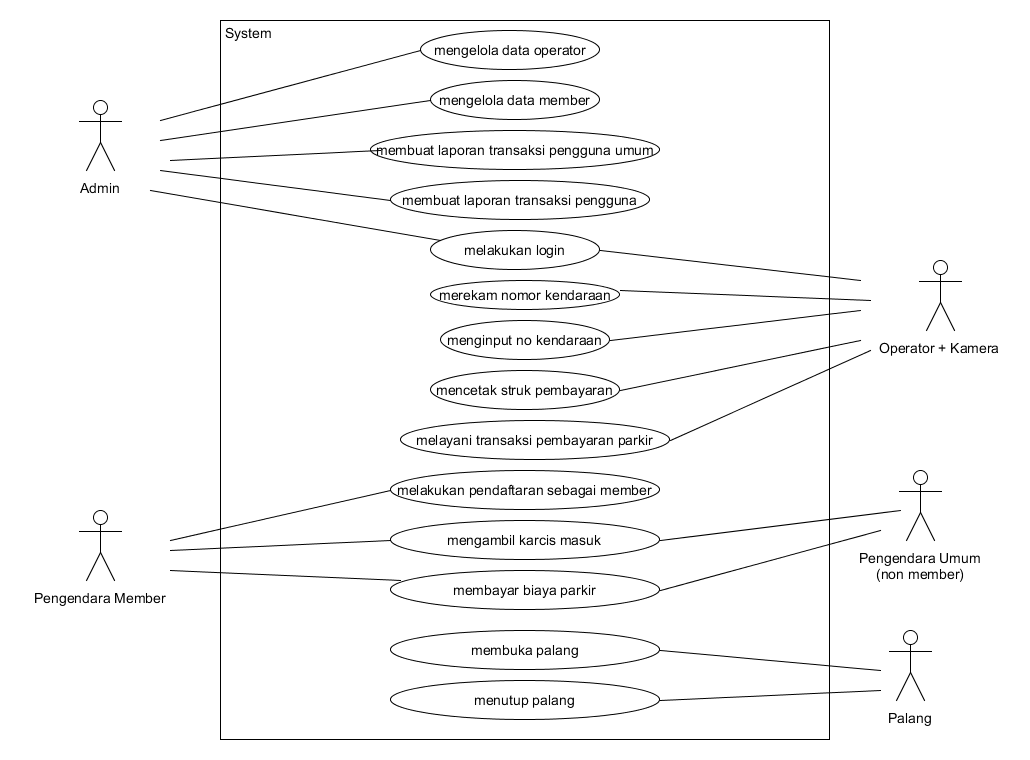 System
mengelola data operator
mengelola data member
membuat laporan transaksi pengguna umum
membuat laporan transaksi pengguna
melakukan login
merekam nomor kendaraan
menginput no kendaraan
mencetak struk pembayaran
melayani transaksi pembayaran parkir
melakukan pendaftaran sebagai member
mengambil karcis masuk
membayar biaya parkir
membuka palang
menutup palang
Admin
Pengendara Member
Operator + Kamera
Pengendara Umum
(non member)
Palang